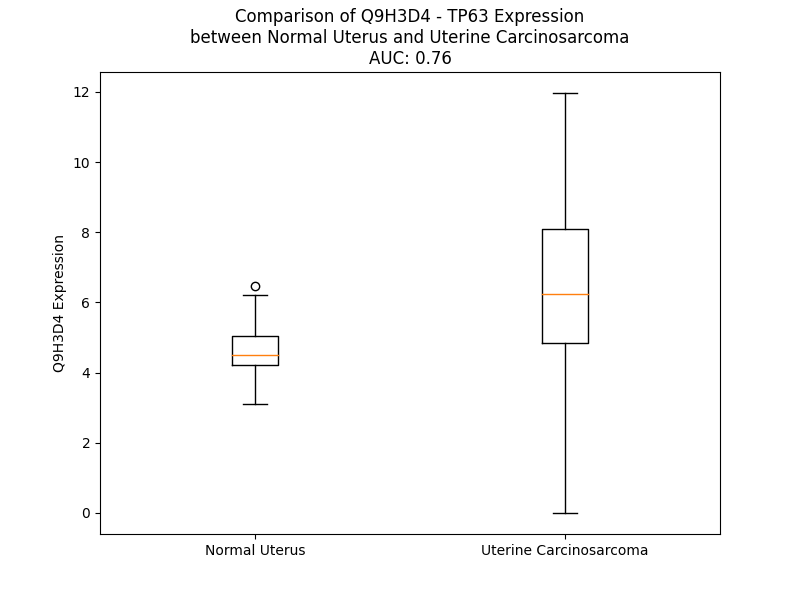 Comparison of Q9H3D4 - TP63 Expression
between Normal Uterus and Uterine Carcinosarcoma
AUC: 0.76
12
10
8
6
4
2
0
Q9H3D4 Expression
Normal Uterus
Uterine Carcinosarcoma